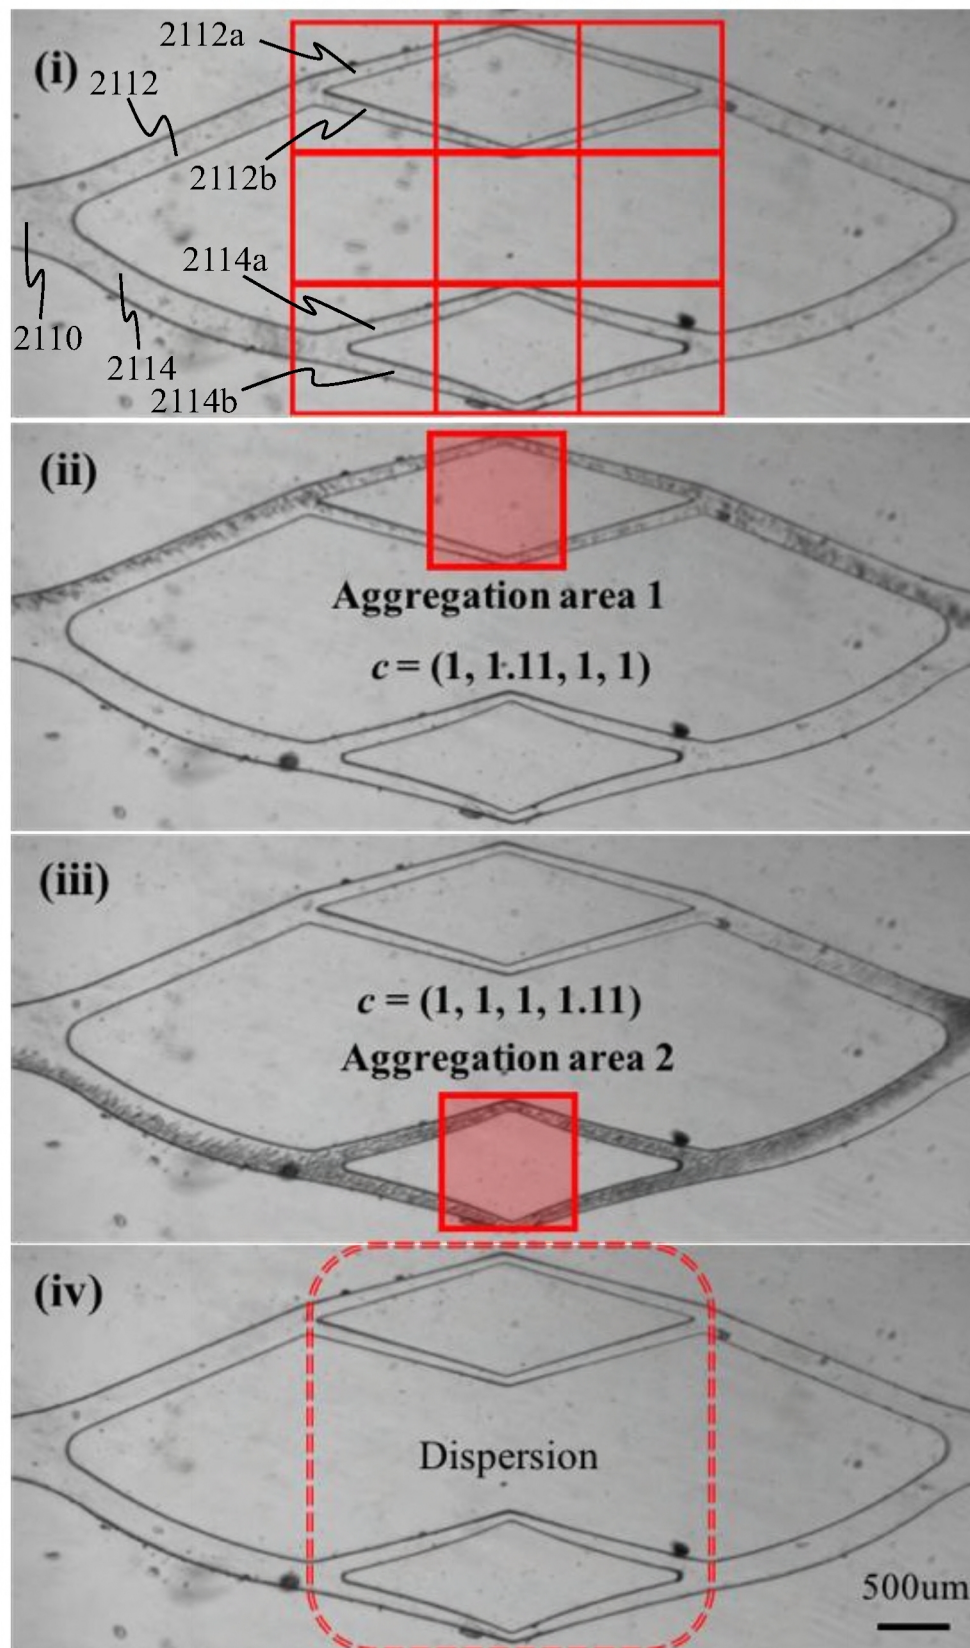 (i)
2112a
2112
2112b
2114a
2110
2114
2114b
(ii)
Aggregation area 1
c = (1, 1.11, 1, 1)
(iii)
c = (1, 1, 1, 1.11)
Aggregation area 2
(iv)
Dispersion
500um